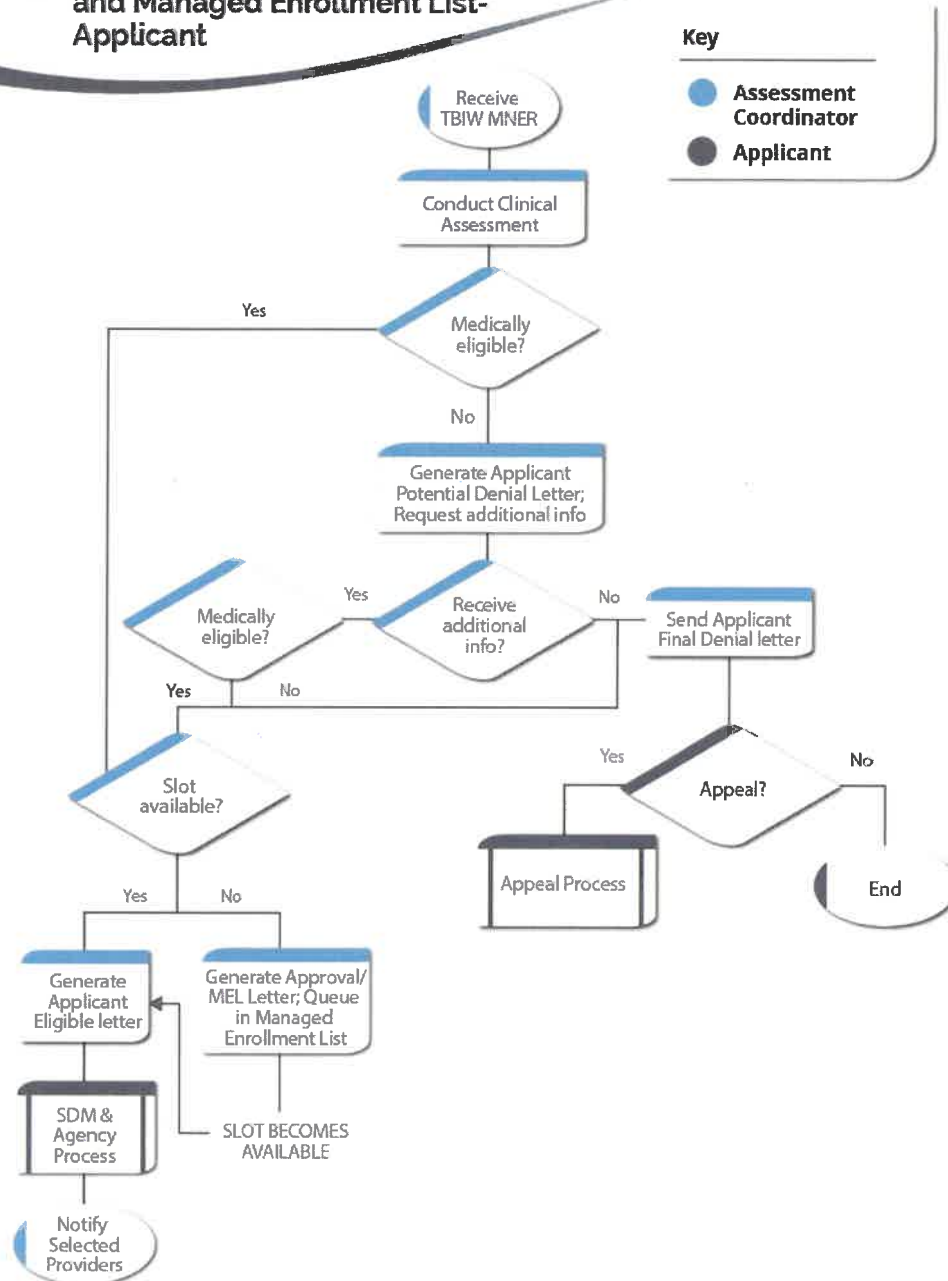 and Managed Enrollment List-
Applicant
Key
Assessment
Coordinator
Applicant
Receive
TBIW MNER
Conduct Clinical
Assessment
Medically
eligible?
Yes
No
Generate Applicant
Potential Denial Letter;
Request additional info
Receive
additional
info?
Yes
No
Medically
eligible?
Yes
No
Send Applicant
Final Denial letter
Appeal?
Yes
No
Appeal Process
End
Slot
available?
Yes
No
Generate
Applicant
Eligible letter
Generate Approval/
MEL Letter; Queue
in Managed
Enrollment List
SLOT BECOMES
AVAILABLE
SDM &
Agency
Process
Notify
Selected
Providers